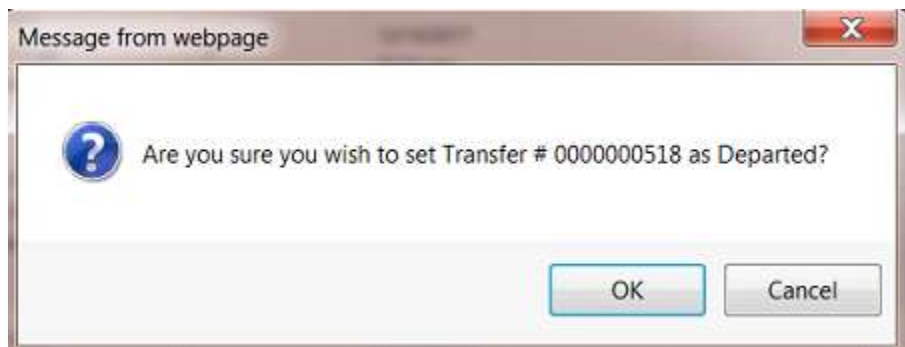 Message from webpage
Are you sure you wish to set Transfer # 0000000518 as Departed?
OK
Cancel